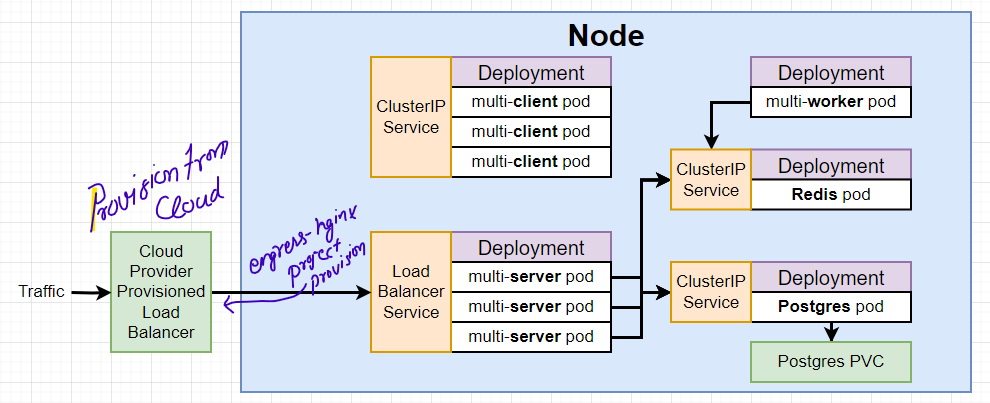 Node
Deployment
ClusterIP
Service
multi-client pod
multi-client pod
multi-client pod
Deployment
multi-worker pod
ClusterIP
Service
Deployment
Redis pod
Provision from
Cloud
Traffic
Cloud
Provider
Provisioned
Load
Balancer
engress-nginx
project
provision
Load
Balancer
Service
Deployment
multi-server pod
multi-server pod
multi-server pod
ClusterIP
Service
Deployment
Postgres pod
Postgres PVC